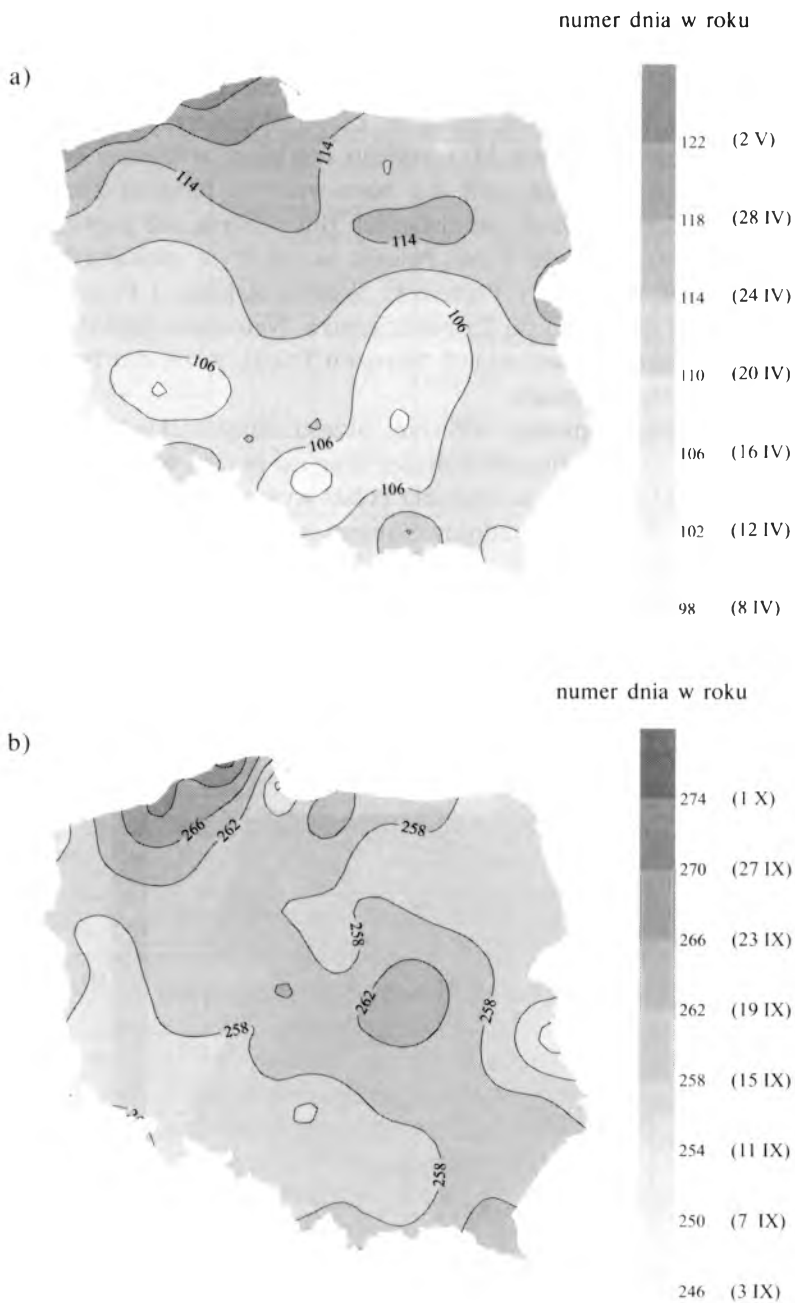 numer dnia w roku
a)
122 (2 V)
118 (28 IV)
114 (24 IV)
110 (20 IV)
106 (16 IV)
102 (12 IV)
98 (8 IV)
114
114
114
106
106
106
106
numer dnia w roku
b)
274 (1 X)
270 (27 IX)
266 (23 IX)
262 (19 IX)
258 (15 IX)
254 (11 IX)
250 (7 IX)
246 (3 IX)
266
262
258
258
262
258
258
258